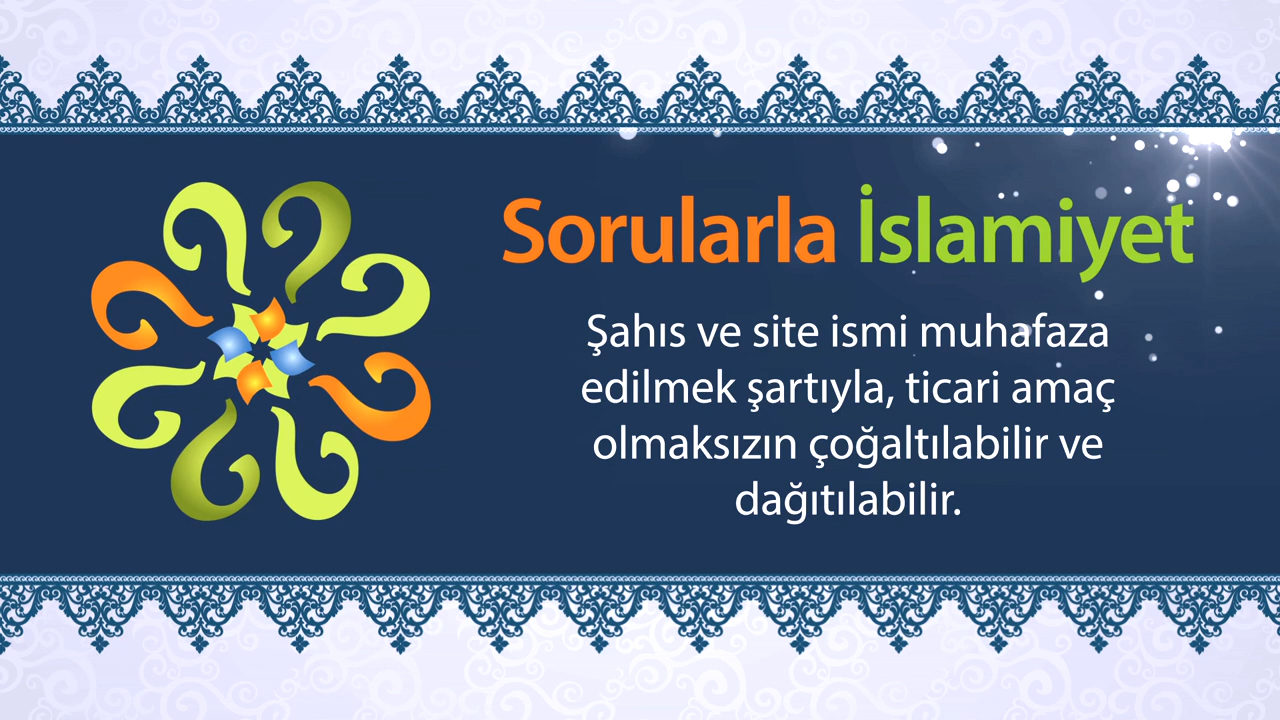 Sorularla İslamiyet
Şahıs ve site ismi muhafaza
edilmek şartıyla, ticari amaç
olmaksızın çoğaltılabilir ve
dağıtılabilir.